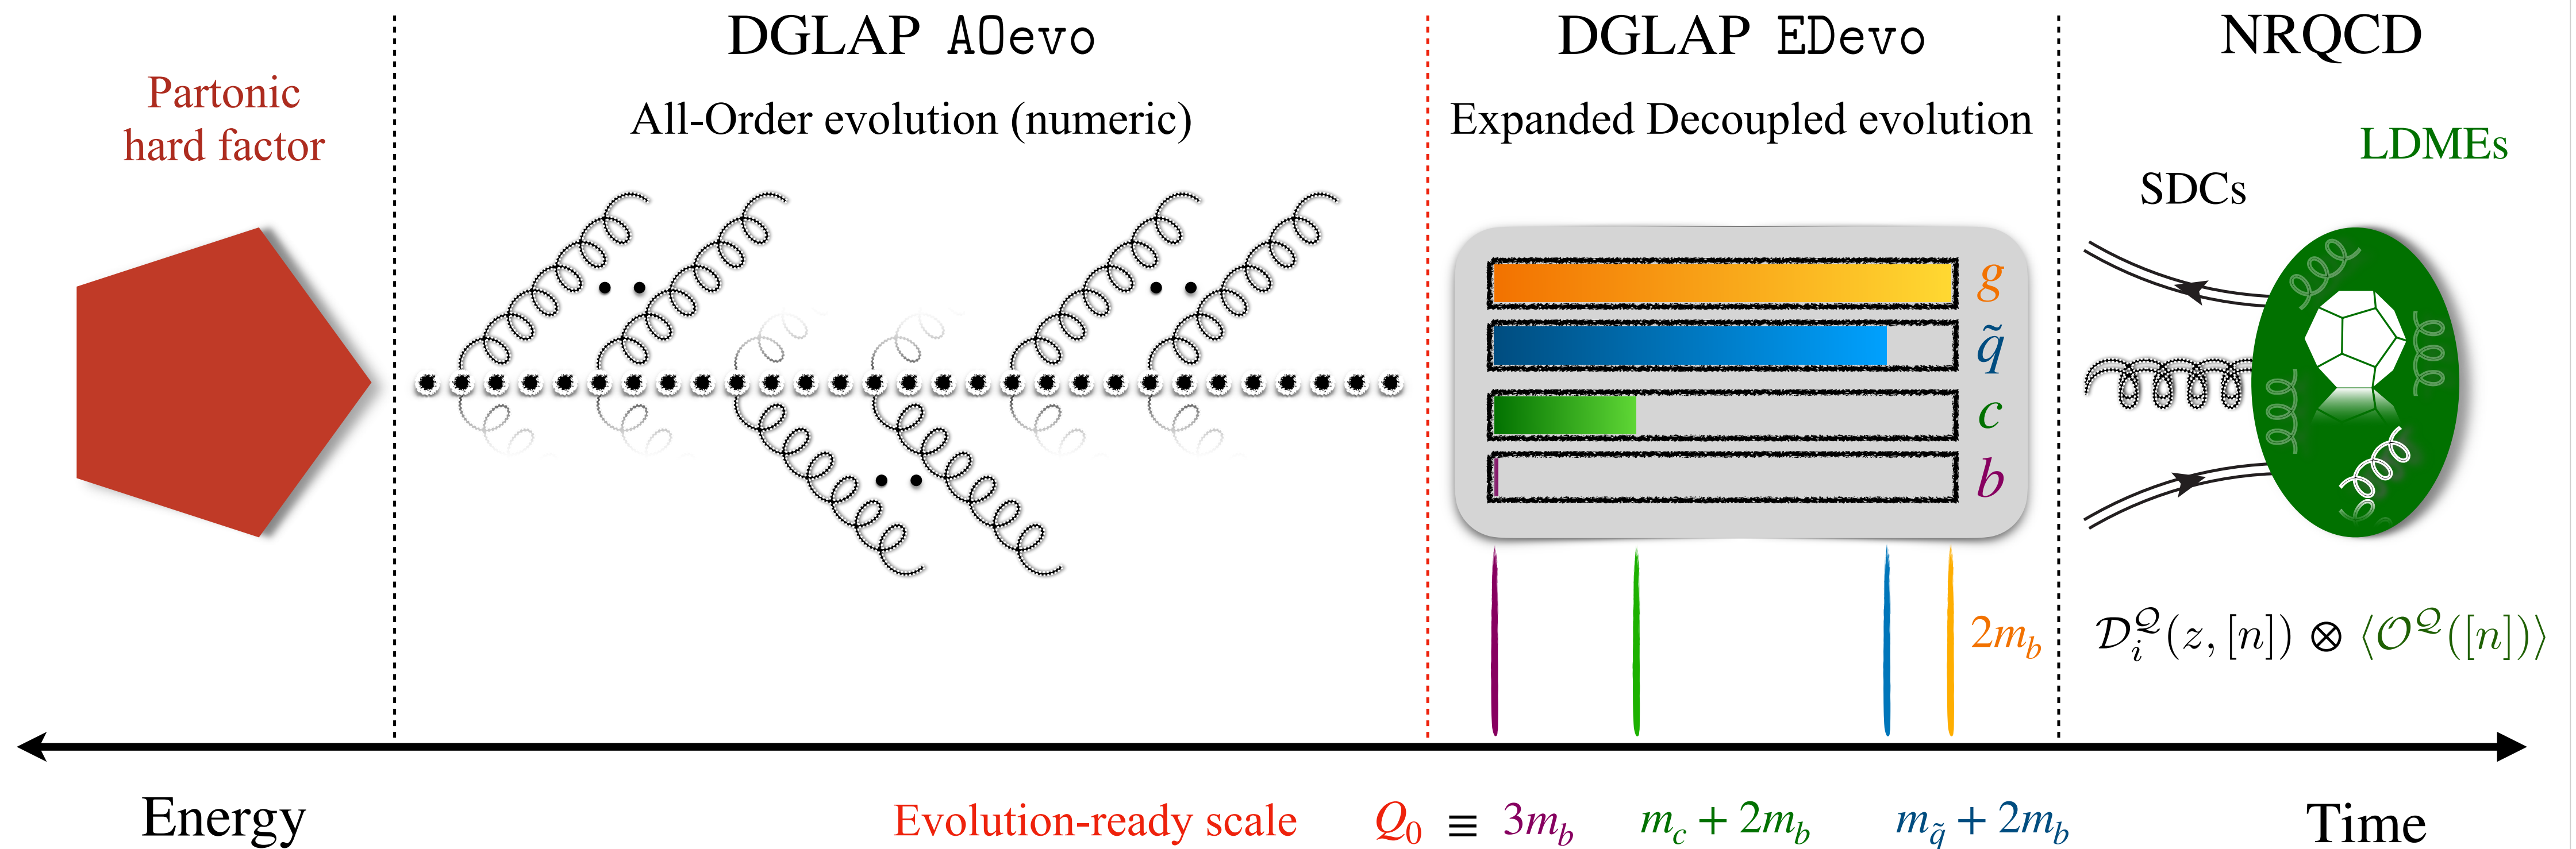 DGLAP AOevo
DGLAP EDevo
NRQCD
Partonic
hard factor
All-Order evolution (numeric)
Expanded Decoupled evolution
LDMEs
SDCs
g
q̃
c
b
2m_b
𝒟_i^𝒬(z, [n]) ⊗ ⟨𝒪^𝒬([n])⟩
Energy
Evolution-ready scale Q_0 ≡ 3m_b m_c + 2m_b m_q̃ + 2m_b
Time